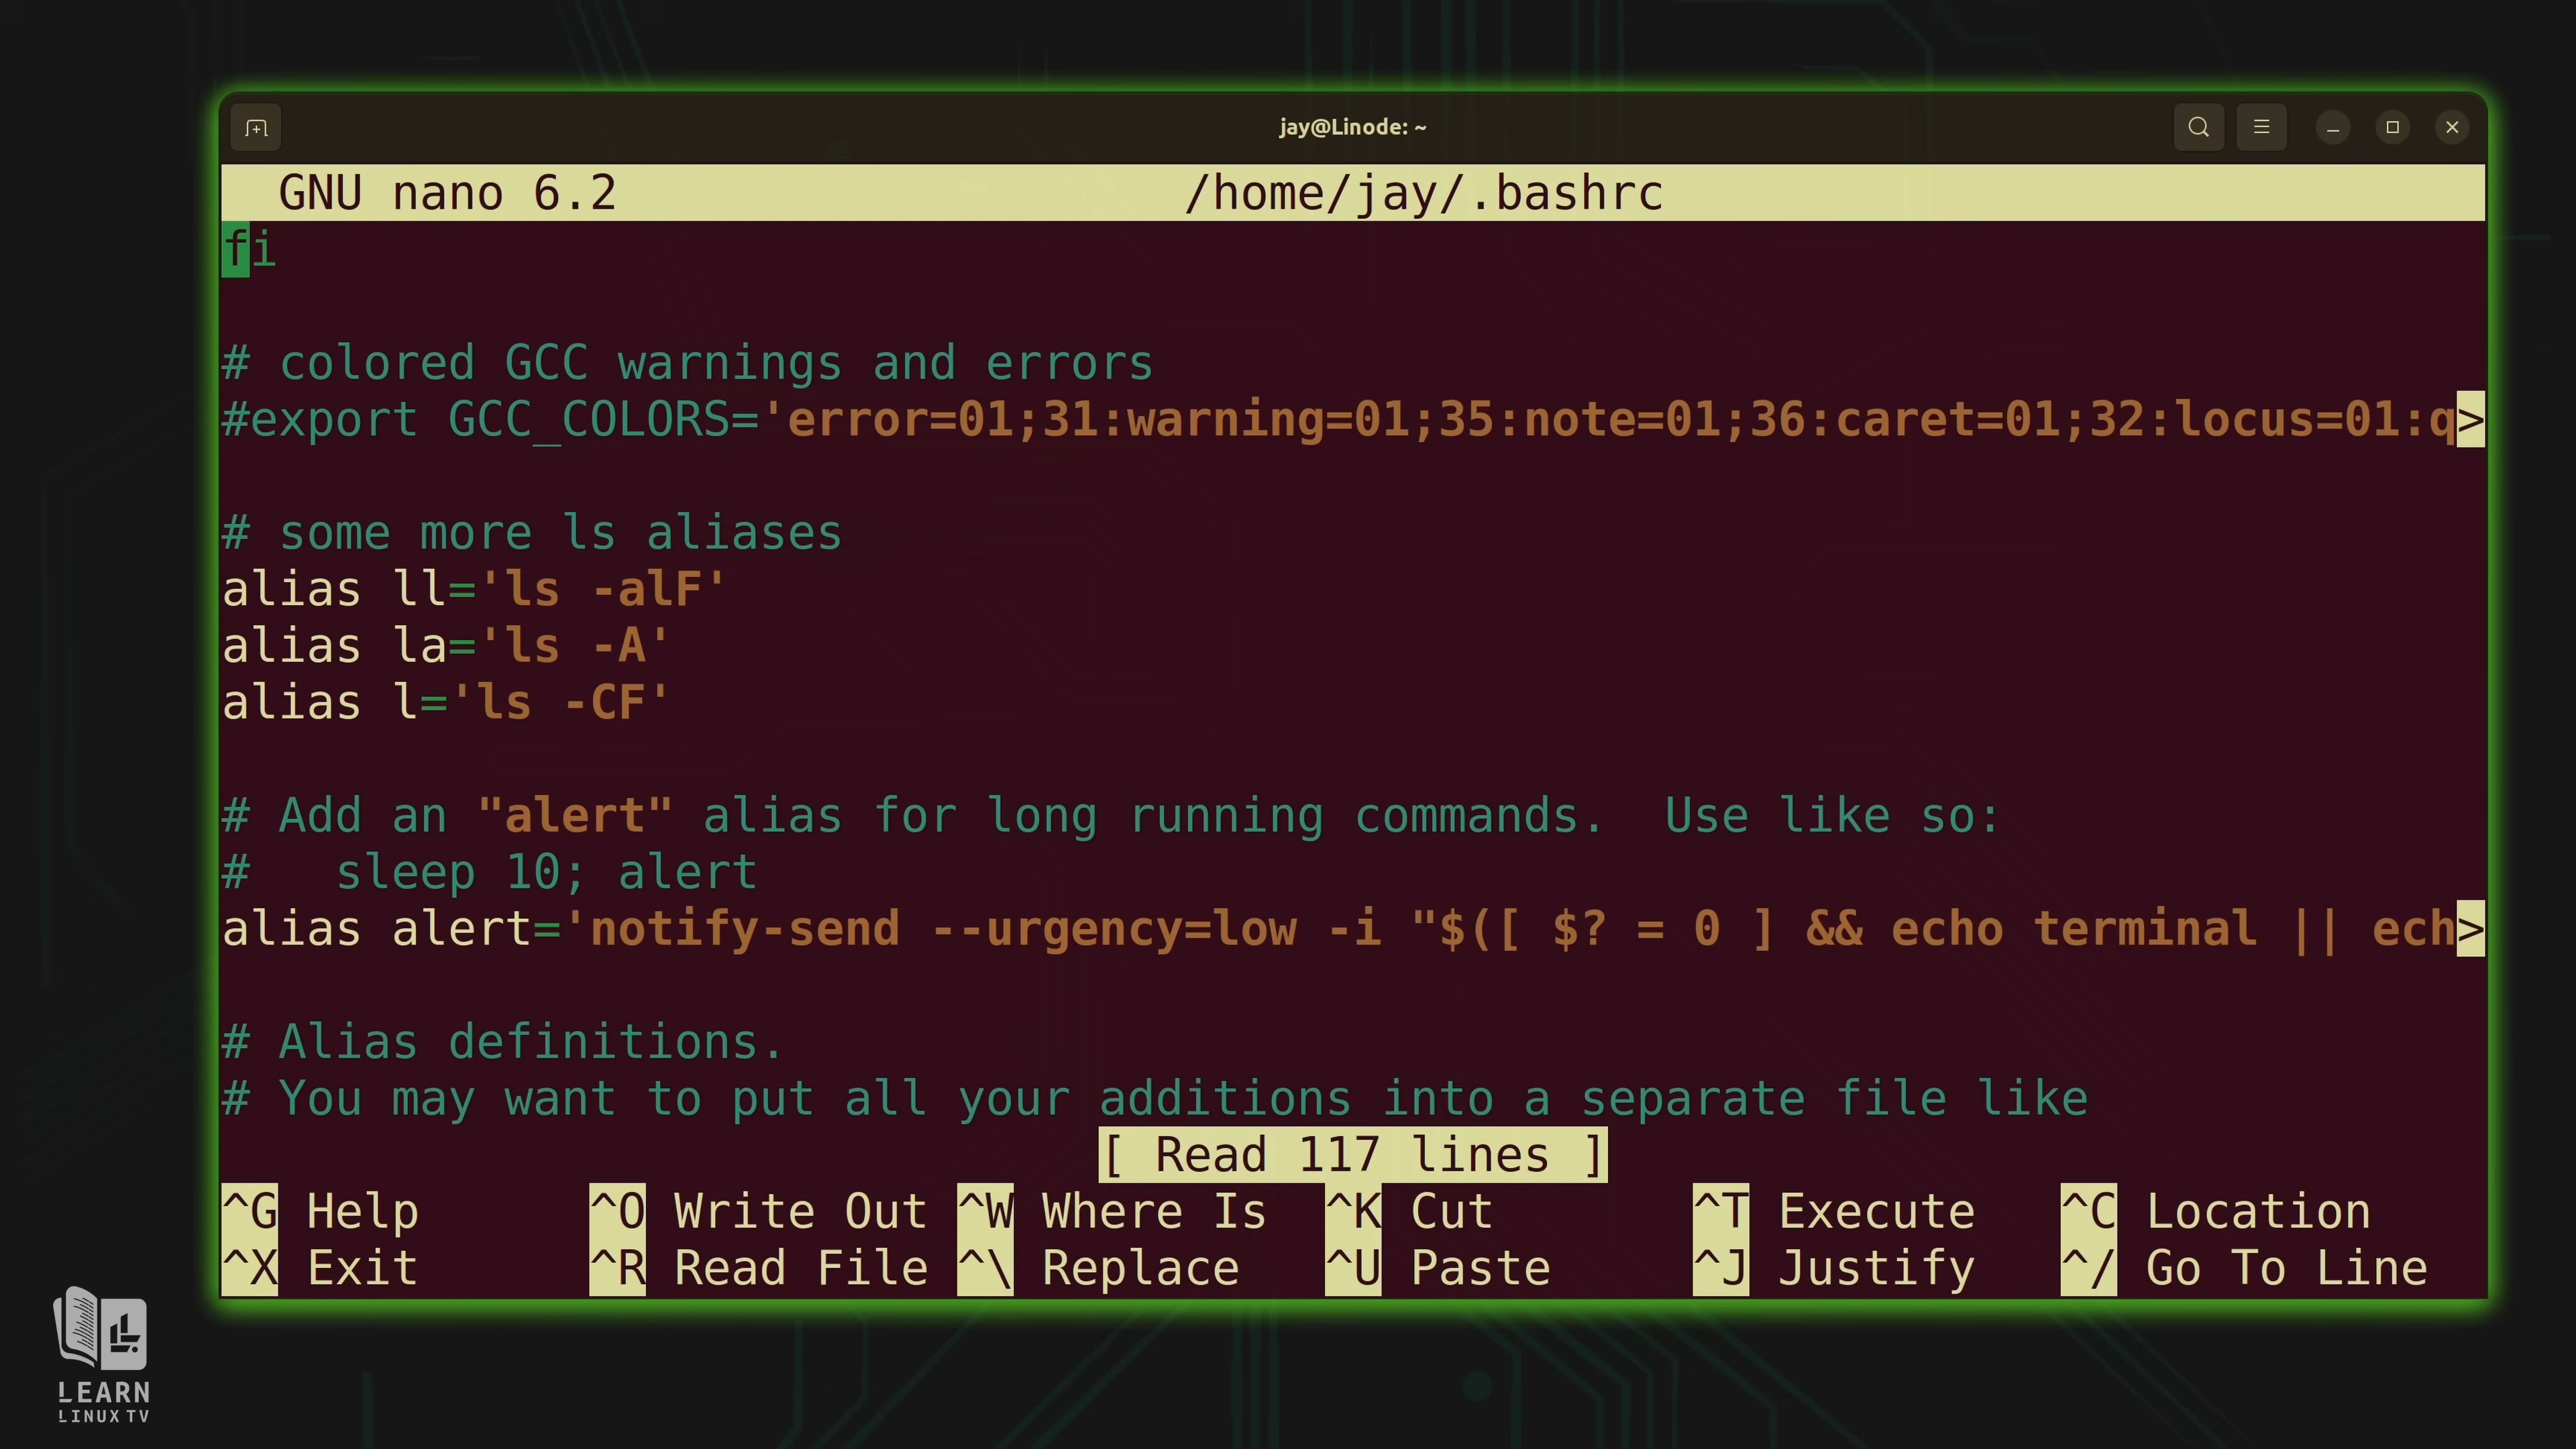 jay@Linode: ~
GNU nano 6.2 /home/jay/.bashrc
fi
# colored GCC warnings and errors
#export GCC_COLORS='error=01;31:warning=01;35:note=01;36:caret=01;32:locus=01:q>
# some more ls aliases
alias ll='ls -alF'
alias la='ls -A'
alias l='ls -CF'
# Add an "alert" alias for long running commands.  Use like so:
#   sleep 10; alert
alias alert='notify-send --urgency=low -i "$([ $? = 0 ] && echo terminal || ech>
# Alias definitions.
# You may want to put all your additions into a separate file like
[ Read 117 lines ]
^G Help ^O Write Out ^W Where Is ^K Cut ^T Execute ^C Location
^X Exit ^R Read File ^\ Replace ^U Paste ^J Justify ^/ Go To Line
LEARN
LINUX TV